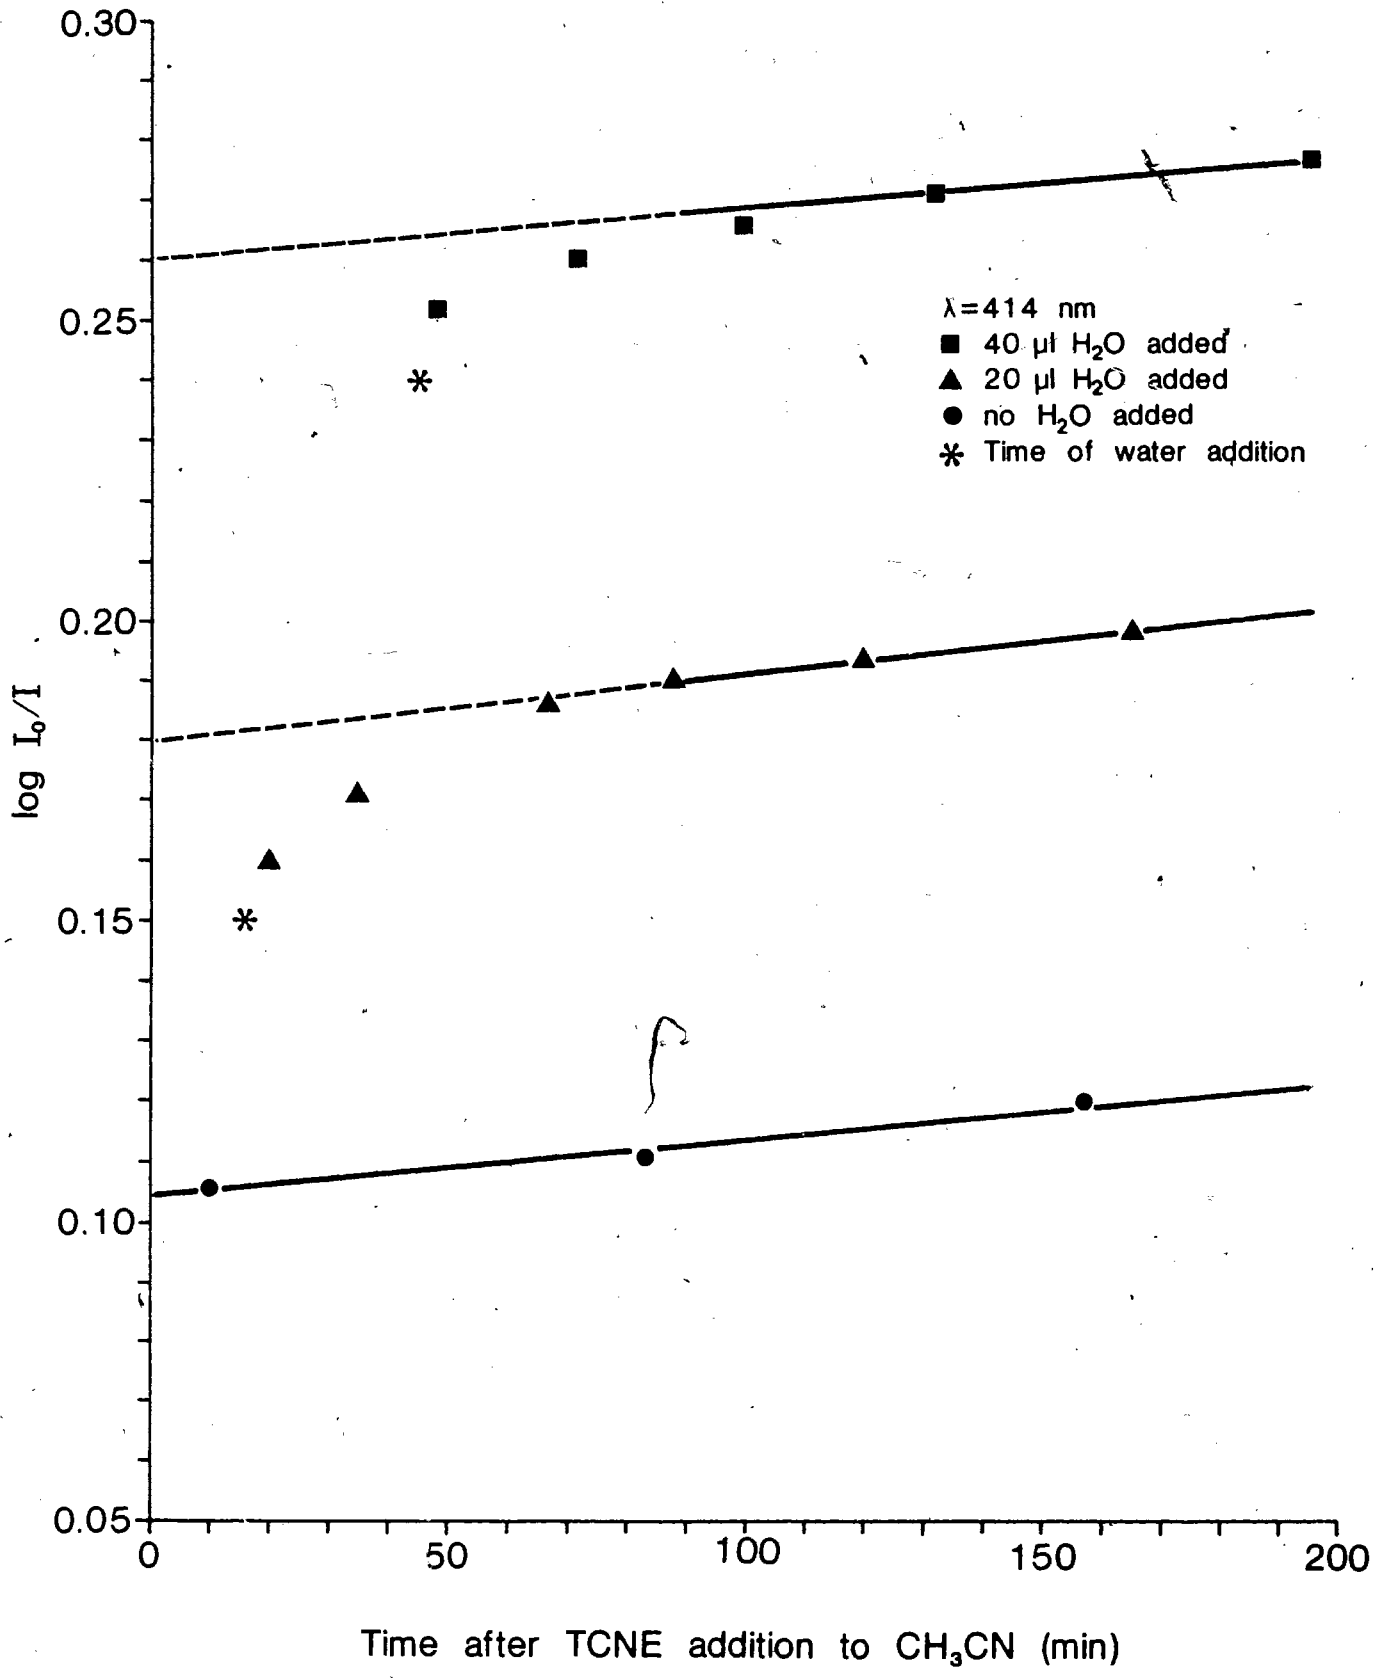 0.30
0.25
0.20
0.15
0.10
0.05
log I₀/I
λ=414 nm
■ 40 µl H₂O added
▲ 20 µl H₂O added
● no H₂O added
* Time of water addition
0 50 100 150 200
Time after TCNE addition to CH₃CN (min)